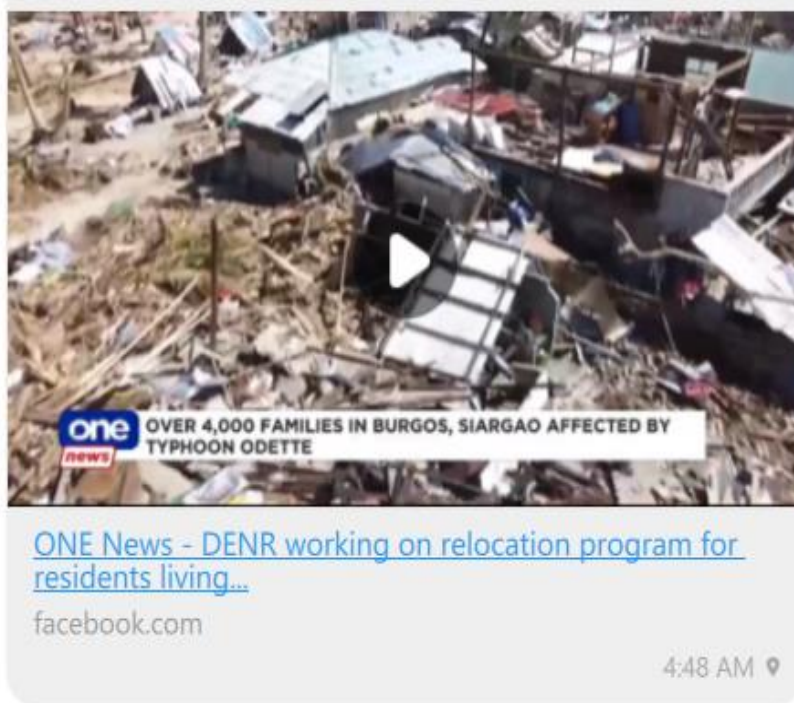 one
news
OVER 4,000 FAMILIES IN BURGOS, SIARGAO AFFECTED BY
TYPHOON ODETTE
ONE News - DENR working on relocation program for
residents living...
facebook.com
4:48 AM